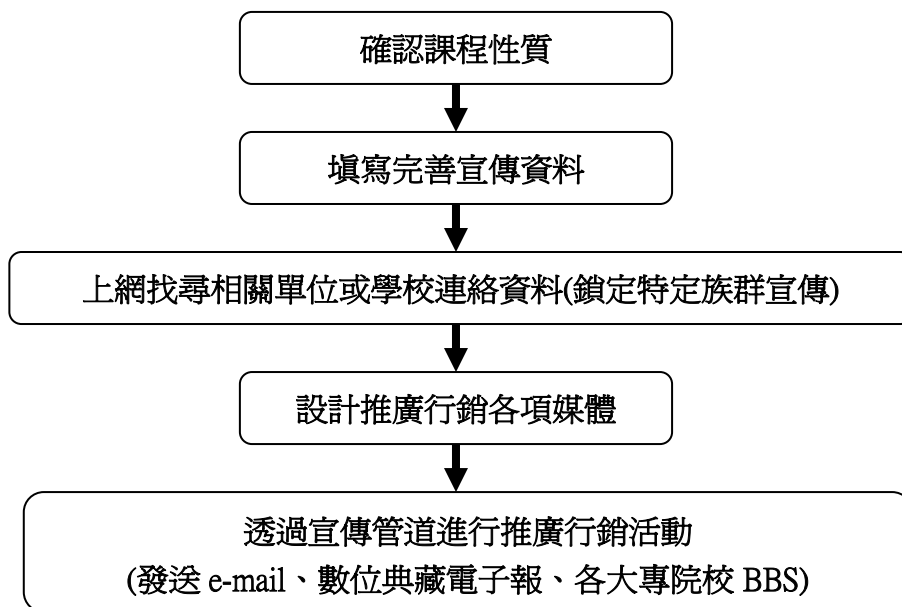 確認課程性質
填寫完善宣傳資料
上網找尋相關單位或學校連絡資料(鎖定特定族群宣傳)
設計推廣行銷各項媒體
透過宣傳管道進行推廣行銷活動
(發送 e-mail、數位典藏電子報、各大專院校 BBS)